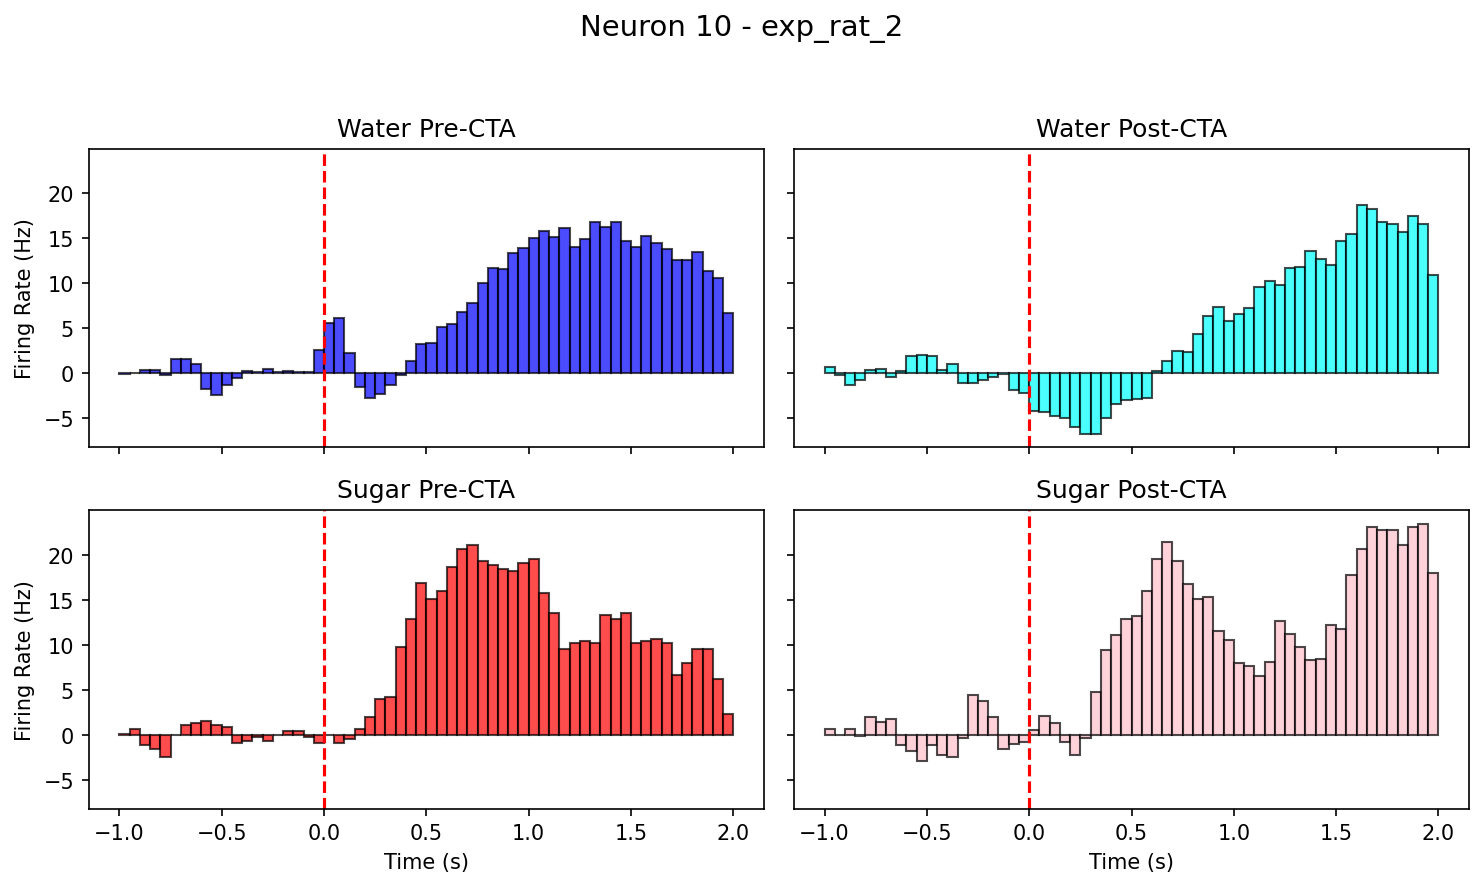 Neuron 10 - exp_rat_2
Water Pre-CTA
Water Post-CTA
Firing Rate (Hz)
20
15
10
5
0
−5
Sugar Pre-CTA
Sugar Post-CTA
Firing Rate (Hz)
20
15
10
5
0
−5
−1.0 −0.5 0.0 0.5 1.0 1.5 2.0
−1.0 −0.5 0.0 0.5 1.0 1.5 2.0
Time (s)
Time (s)